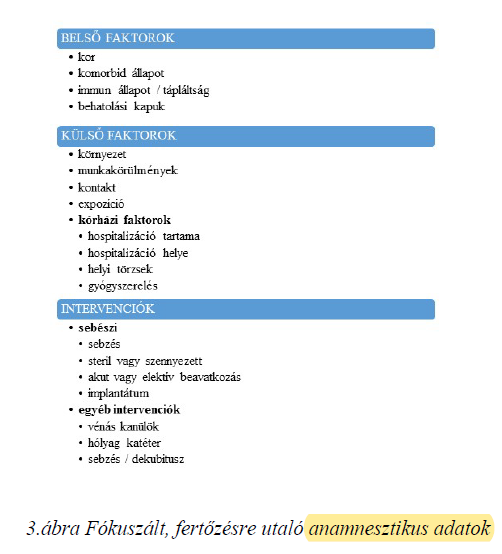 BELSŐ FAKTOROK
• kor
• komorbid állapot
• immun állapot / tápláltság
• behatolási kapuk
KÜLSŐ FAKTOROK
• környezet
• munkakörülmények
• kontakt
• expozíció
• kórházi faktorok
• hospitalizáció tartama
• hospitalizáció helye
• helyi törzsek
• gyógyszerelés
INTERVENCIÓK
• sebészi
• sebzés
• steril vagy szennyezett
• akut vagy elektív beavatkozás
• implantátum
• egyéb intervenciók
• vénás kanülök
• hólyag katéter
• sebzés / dekubitusz
3.ábra Fókuszált, fertőzésre utaló anamnesztikus adatok